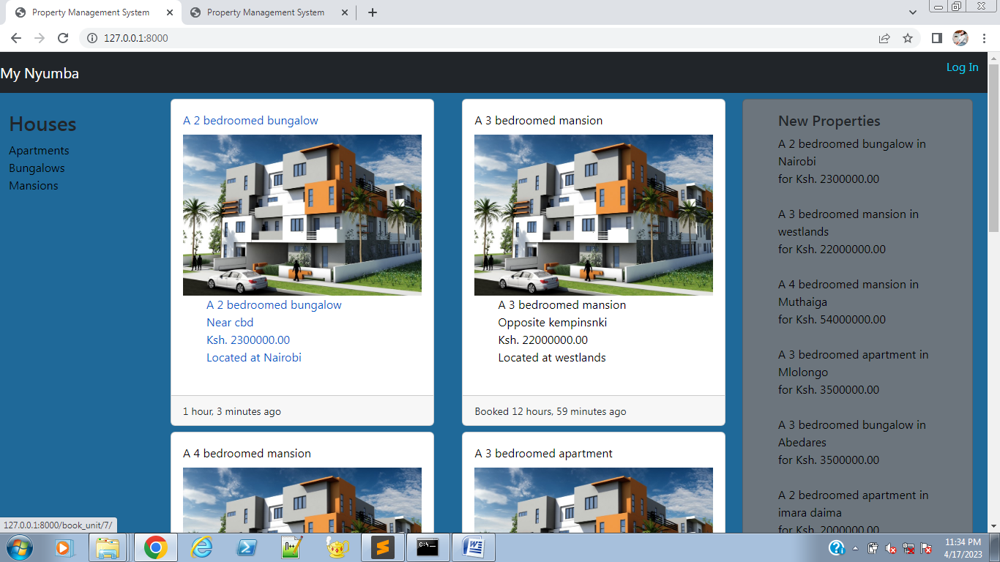 Property Management System
Property Management System
127.0.0.1:8000
My Nyumba
Log In
Houses
Apartments
Bungalows
Mansions
A 2 bedroomed bungalow
A 2 bedroomed bungalow
Near cbd
Ksh. 2300000.00
Located at Nairobi
1 hour, 3 minutes ago
A 3 bedroomed mansion
A 3 bedroomed mansion
Opposite kempinsnki
Ksh. 22000000.00
Located at westlands
Booked 12 hours, 59 minutes ago
A 4 bedroomed mansion
A 3 bedroomed apartment
New Properties
A 2 bedroomed bungalow in
Nairobi
for Ksh. 2300000.00
A 3 bedroomed mansion in
westlands
for Ksh. 22000000.00
A 4 bedroomed mansion in
Muthaiga
for Ksh. 54000000.00
A 3 bedroomed apartment in
Mlolongo
for Ksh. 3500000.00
A 3 bedroomed bungalow in
Abedares
for Ksh. 3500000.00
A 2 bedroomed apartment in
imara daima
for Ksh. 2000000.00
127.0.0.1:8000/book_unit/7/
11:34 PM
4/17/2023